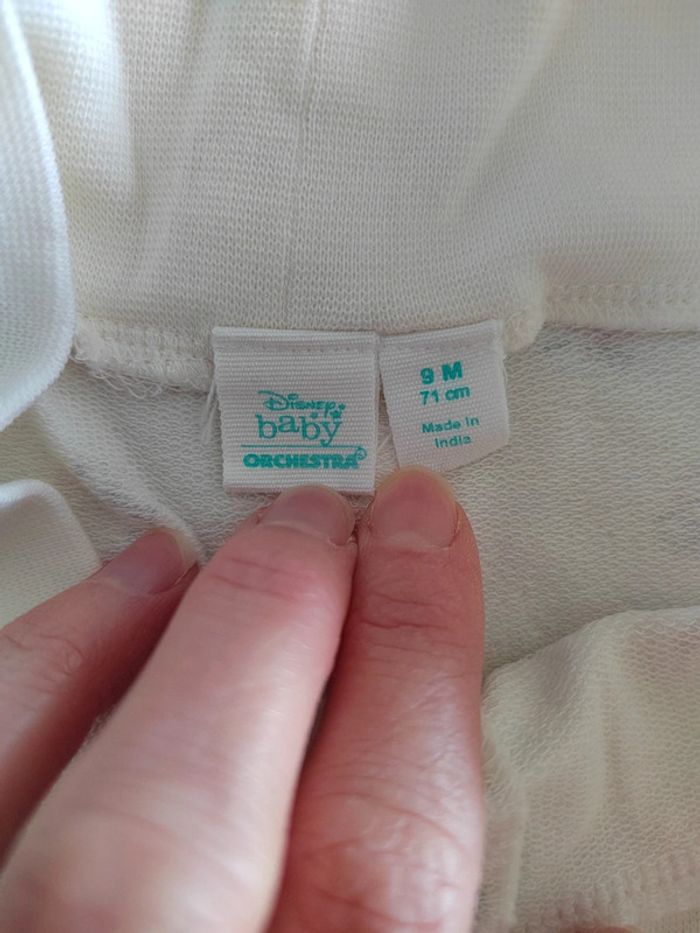 Disney
baby
ORCHESTRA
9 M
71 cm
Made in
India